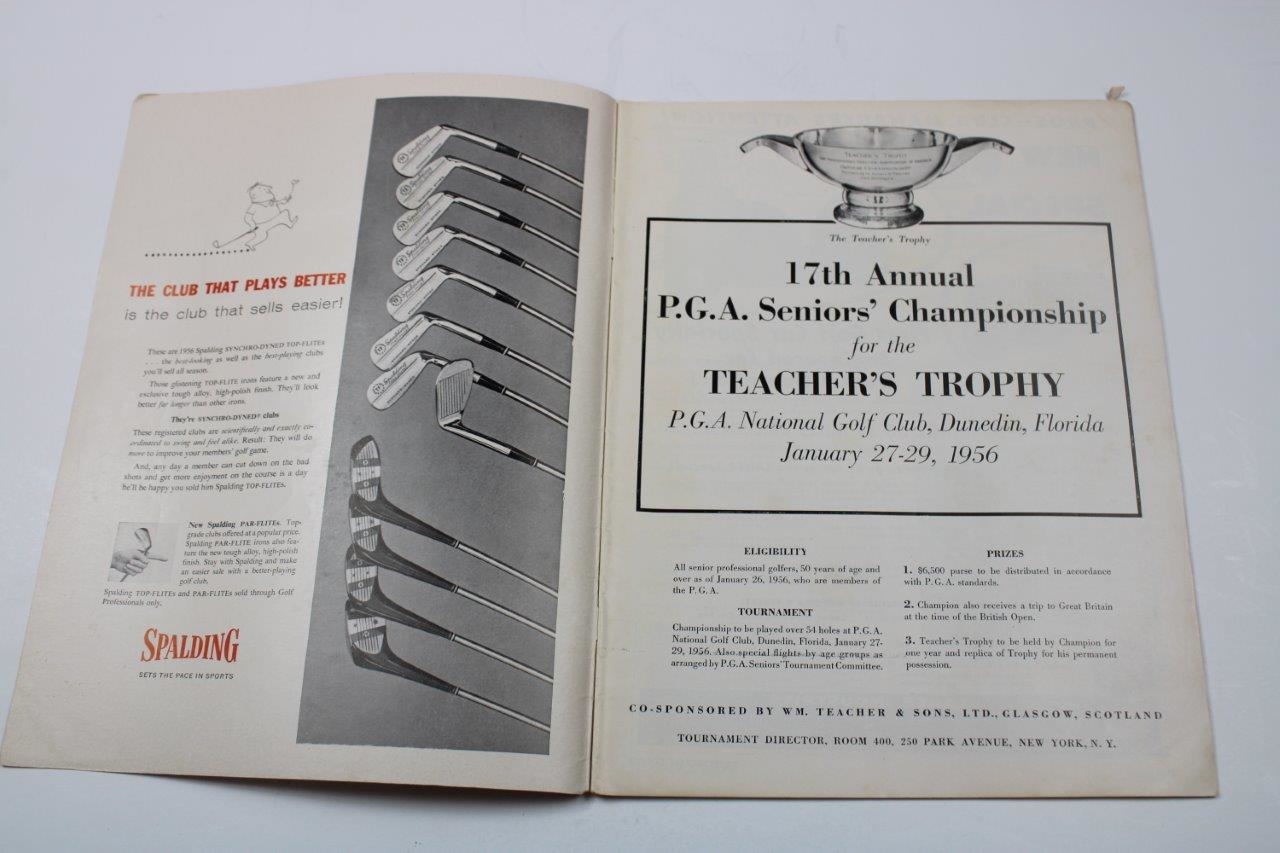 THE CLUB THAT PLAYS BETTER
is the club that sells easier!
These are 1956 Spalding SYNCHRO-DYNED TOP-FLITEs
. . . the best-looking as well as the best-playing clubs
you'll sell all season.
Those glistening TOP-FLITE irons feature a new and
exclusive tough alloy, high-polish finish. They'll look
better far longer than other irons.
They're SYNCHRO-DYNED® clubs
These registered clubs are scientifically and exactly co-
ordinated to swing and feel alike. Result: They will do
more to improve your members' golf game.
And, any day a member can cut down on the bad
shots and get more enjoyment on the course is a day
he'll be happy you sold him Spalding TOP-FLITEs.
New Spalding PAR-FLITEs. Top-
grade clubs offered at a popular price.
Spalding PAR-FLITE irons also fea-
ture the new tough alloy, high-polish
finish. Stay with Spalding and make
an easier sale with a better-playing
golf club.
Spalding TOP-FLITEs and PAR-FLITEs sold through Golf
Professionals only.
SPALDING
SETS THE PACE IN SPORTS
Spalding
Spalding
Spalding
Spalding
Spalding
Spalding
Spalding
TEACHER'S TROPHY
The Teacher's Trophy
17th Annual
P.G.A. Seniors' Championship
for the
TEACHER'S TROPHY
P.G.A. National Golf Club, Dunedin, Florida
January 27-29, 1956
ELIGIBILITY
All senior professional golfers, 50 years of age and
over as of January 26, 1956, who are members of
the P.G.A.
TOURNAMENT
Championship to be played over 54 holes at P.G.A.
National Golf Club, Dunedin, Florida, January 27-
29, 1956. Also special flights by age groups as
arranged by P.G.A. Seniors' Tournament Committee.
PRIZES
1. $6,500 purse to be distributed in accordance
with P.G.A. standards.
2. Champion also receives a trip to Great Britain
at the time of the British Open.
3. Teacher's Trophy to be held by Champion for
one year and replica of Trophy for his permanent
possession.
CO-SPONSORED BY WM. TEACHER & SONS, LTD., GLASGOW, SCOTLAND
TOURNAMENT DIRECTOR, ROOM 400, 250 PARK AVENUE, NEW YORK, N. Y.